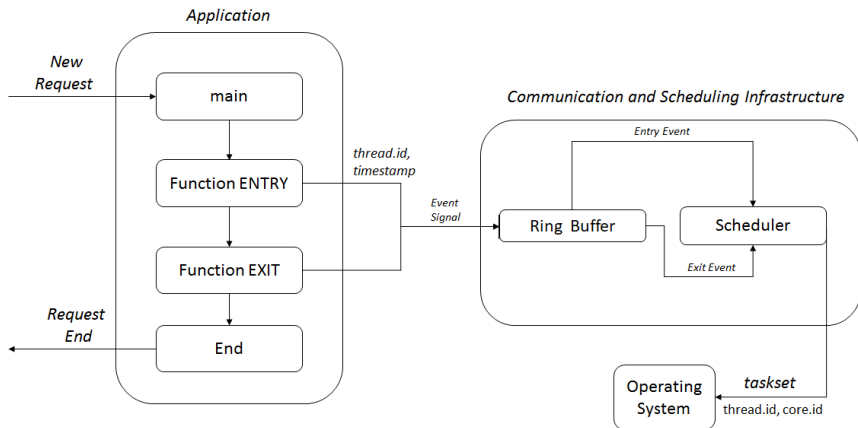 Application
New
Request
main
Communication and Scheduling Infrastructure
Entry Event
thread.id,
timestamp
Function ENTRY
Event
Signal
Ring Buffer
Scheduler
Function EXIT
Exit Event
Request
End
End
Operating
System
taskset
thread.id, core.id